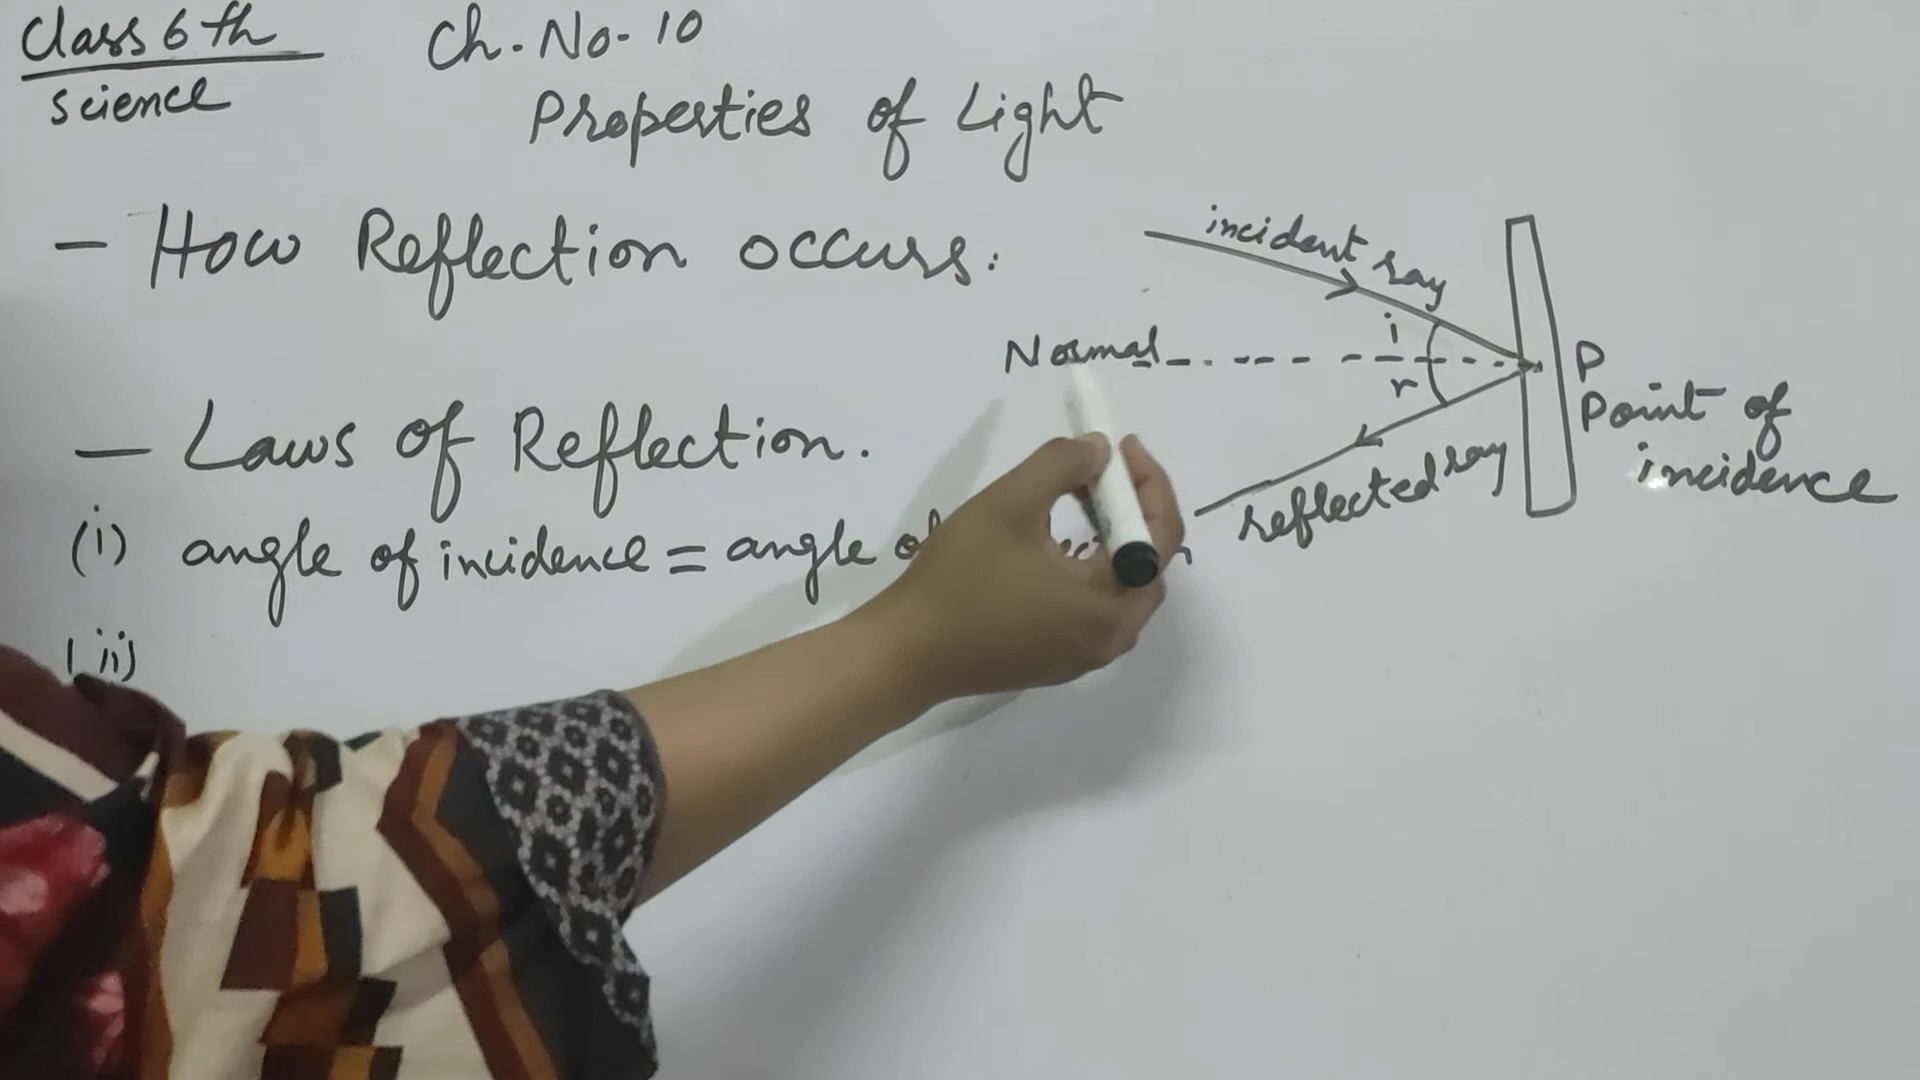 Class 6th
Science
Ch. No- 10
Properties of Light
- How Reflection occurs.
incident ray
Normal
i
r
P
Point of
incidence
reflected ray
- Laws of Reflection.
(i) angle of incidence = angle
(ii)